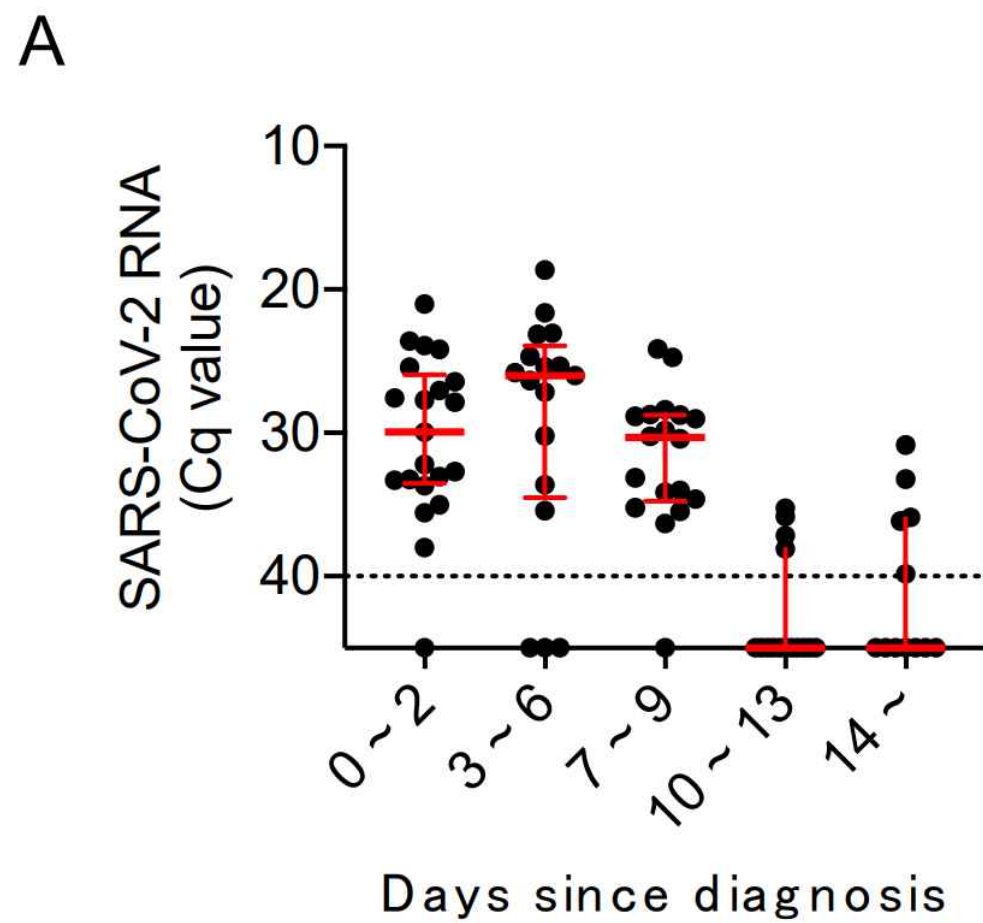 A
SARS-CoV-2 RNA
(Cq value)
10
20
30
40
0 ~ 2
3 ~ 6
7 ~ 9
10 ~ 13
14 ~
Days since diagnosis